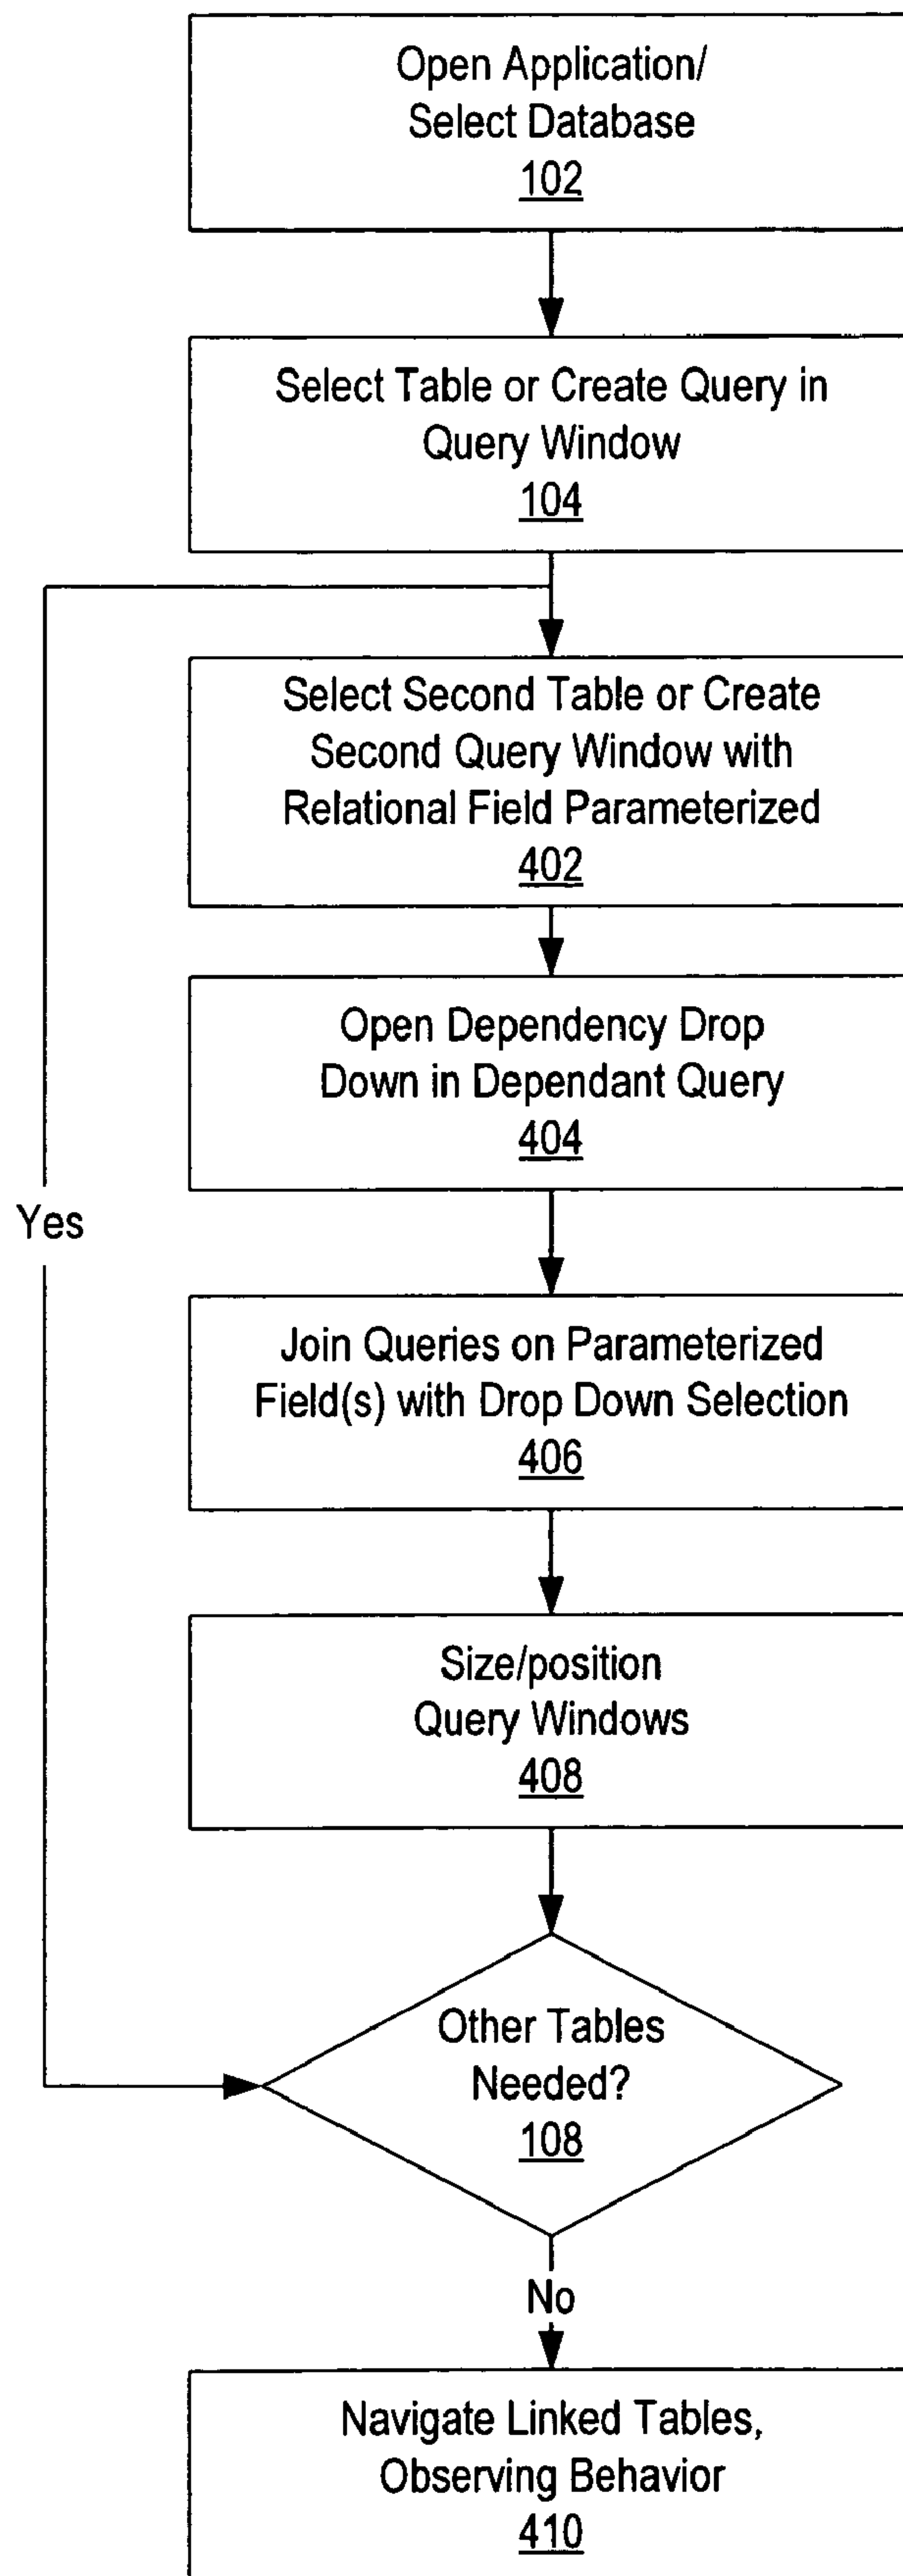 Open Application/
Select Database
102
Select Table or Create Query in
Query Window
104
Select Second Table or Create
Second Query Window with
Relational Field Parameterized
402
Open Dependency Drop
Down in Dependant Query
404
Yes
Join Queries on Parameterized
Field(s) with Drop Down Selection
406
Size/position
Query Windows
408
Other Tables
Needed?
108
No
Navigate Linked Tables,
Observing Behavior
410